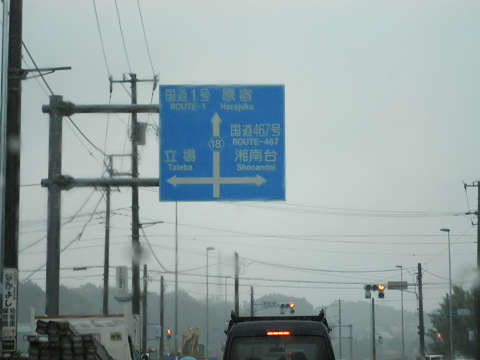 国道1号 原宿
ROUTE-1 Harajuku
国道467号
ROUTE-467
18
立場 湘南台
Tateba Shonandai